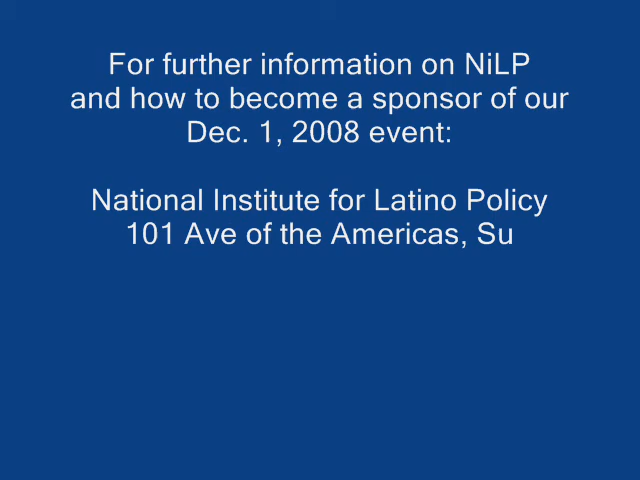 For further information on NiLP
and how to become a sponsor of our
Dec. 1, 2008 event:
National Institute for Latino Policy
101 Ave of the Americas, Su